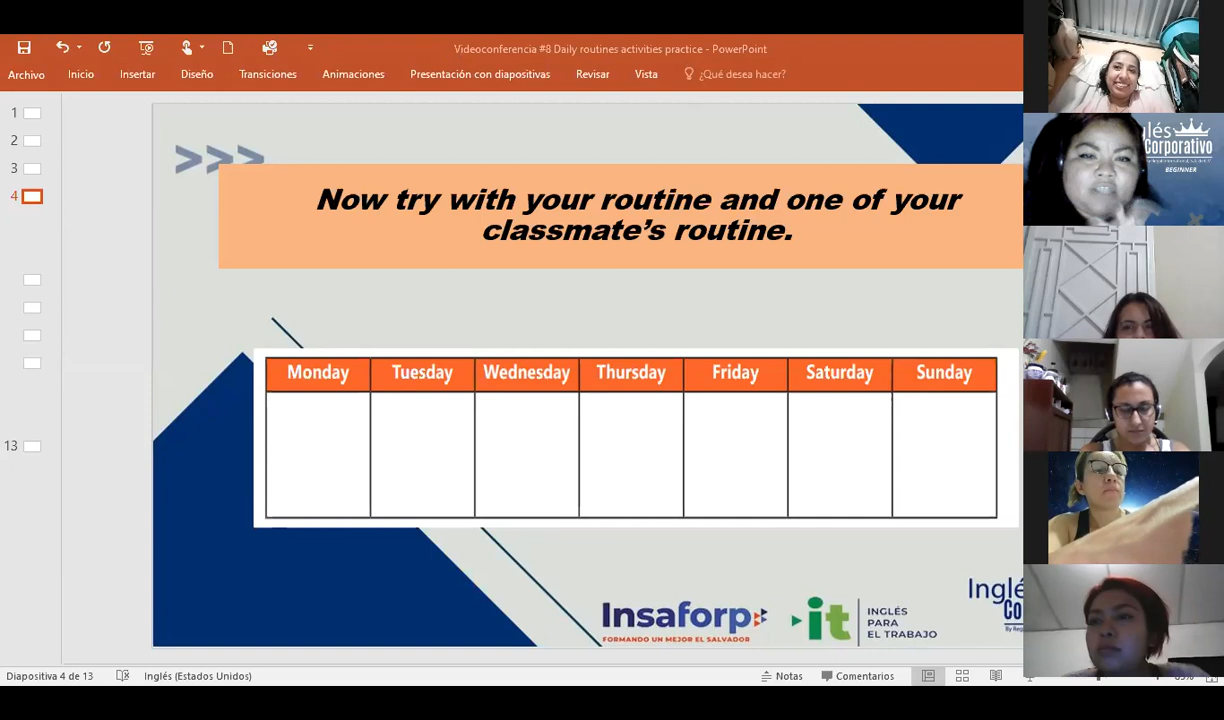 Videoconferencia #8 Daily routines activities practice - PowerPoint
Archivo
Inicio
Insertar
Diseño
Transiciones
Animaciones
Presentación con diapositivas
Revisar
Vista
¿Qué desea hacer?
1
2
3
4
13
>>>
Now try with your routine and one of your
classmate's routine.
Monday Tuesday Wednesday Thursday Friday Saturday Sunday
Insaforp
FORMANDO UN MEJOR EL SALVADOR
it
INGLÉS
PARA
EL TRABAJO
Corporativo
BEGINNER
Diapositiva 4 de 13
Inglés (Estados Unidos)
Notas
Comentarios